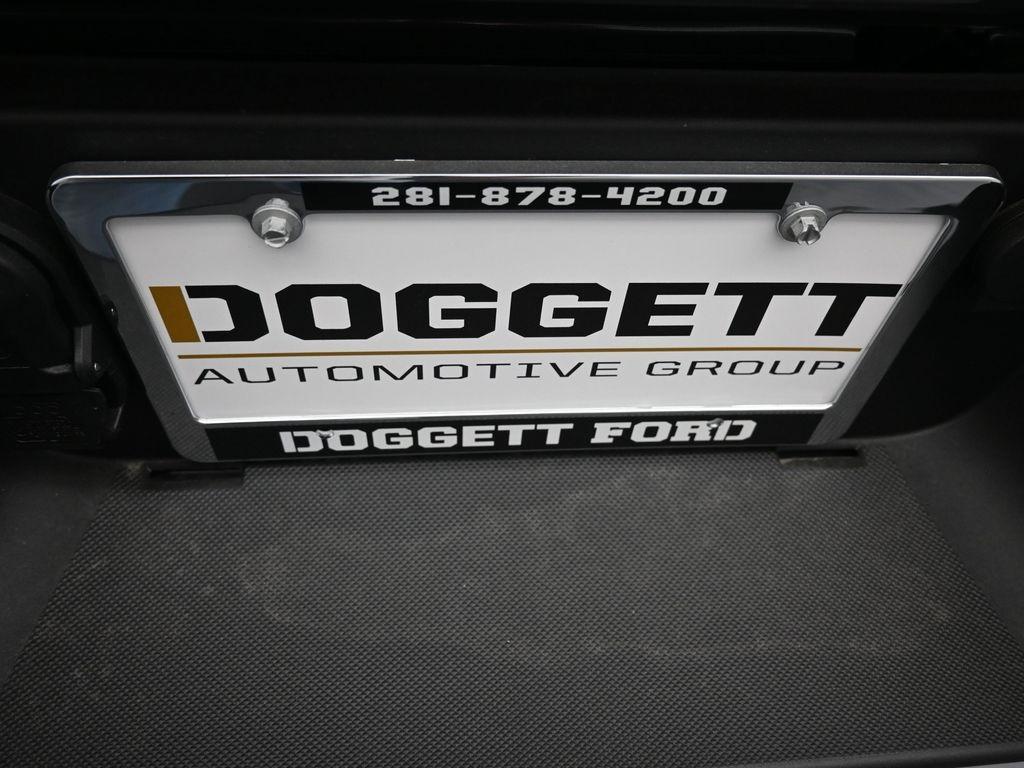 281-878-4200
DOGGETT
AUTOMOTIVE GROUP
DOGGETT FORD